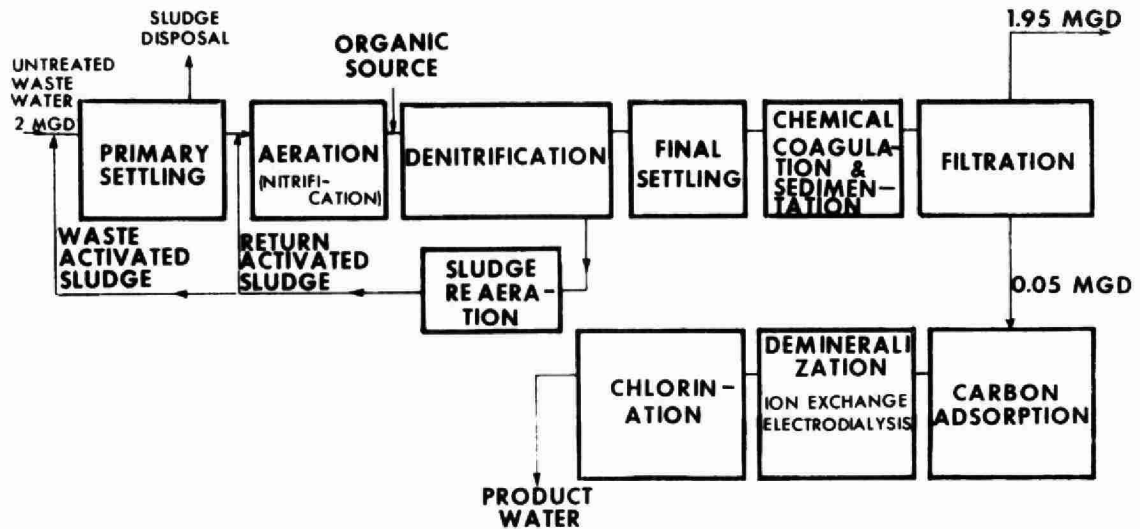 SLUDGE
DISPOSAL
1.95 MGD
UNTREATED
WASTE
WATER
2 MGD
ORGANIC
SOURCE
PRIMARY
SETTLING
AERATION
(NITRIFI-
CATION)
DENITRIFICATION
FINAL
SETTLING
CHEMICAL
COAGULA-
TION &
SEDIMEN-
TATION
FILTRATION
WASTE
ACTIVATED
SLUDGE
RETURN
ACTIVATED
SLUDGE
SLUDGE
REAERA-
TION
0.05 MGD
CHLORIN-
ATION
DEMINERALI
ZATION
ION EXCHANGE
ELECTRODIALYSIS
CARBON
ADSORPTION
PRODUCT
WATER